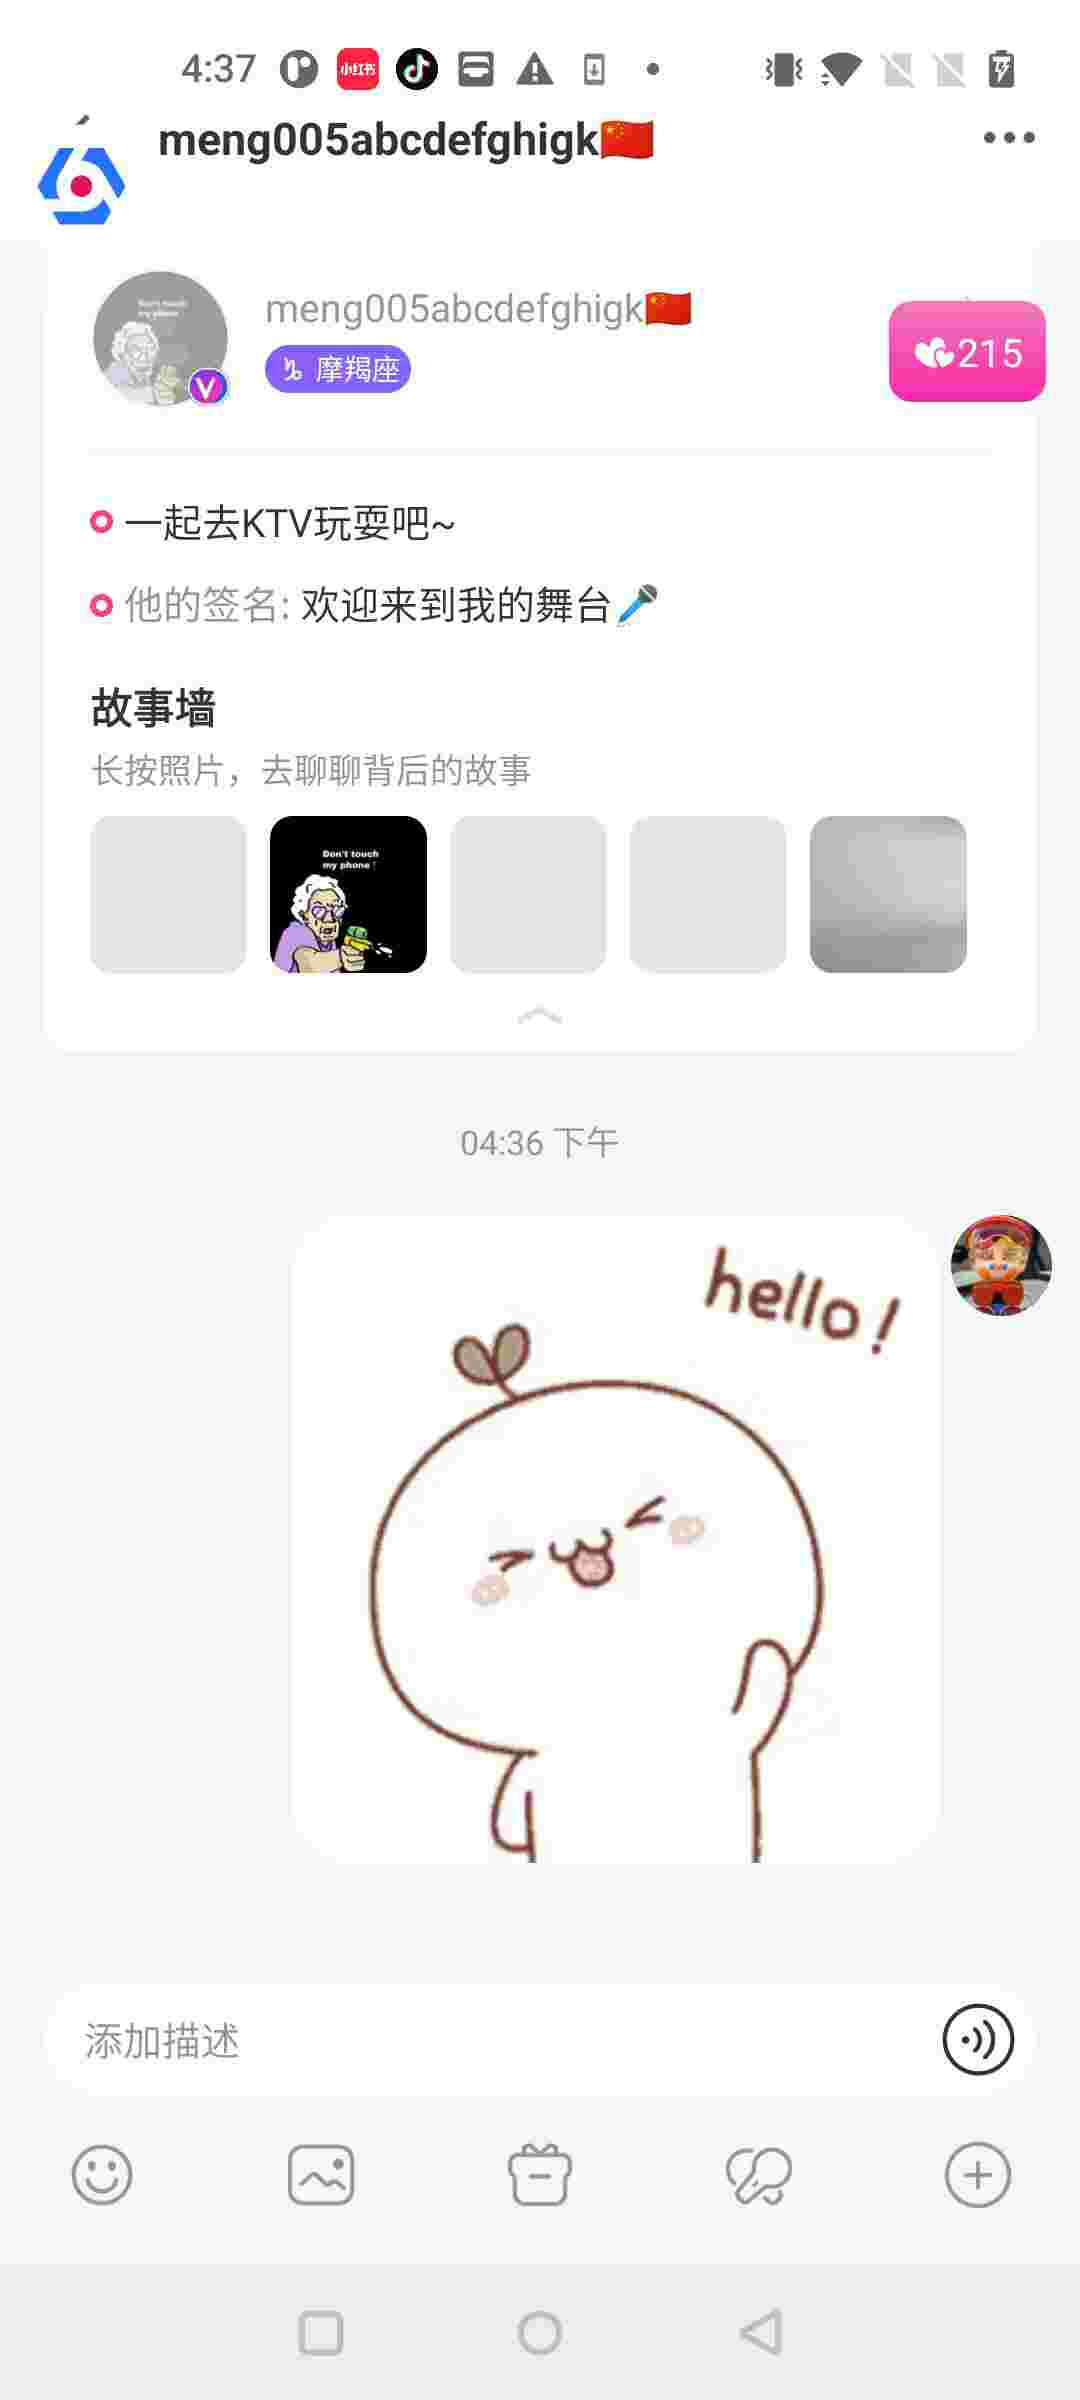 4:37
小红书
meng005abcdefghigk🇨🇳
meng005abcdefghigk🇨🇳
摩羯座
215
一起去KTV玩耍吧~
他的签名: 欢迎来到我的舞台🎤
故事墙
长按照片，去聊聊背后的故事
Don't touch
my phone !
04:36 下午
hello!
添加描述